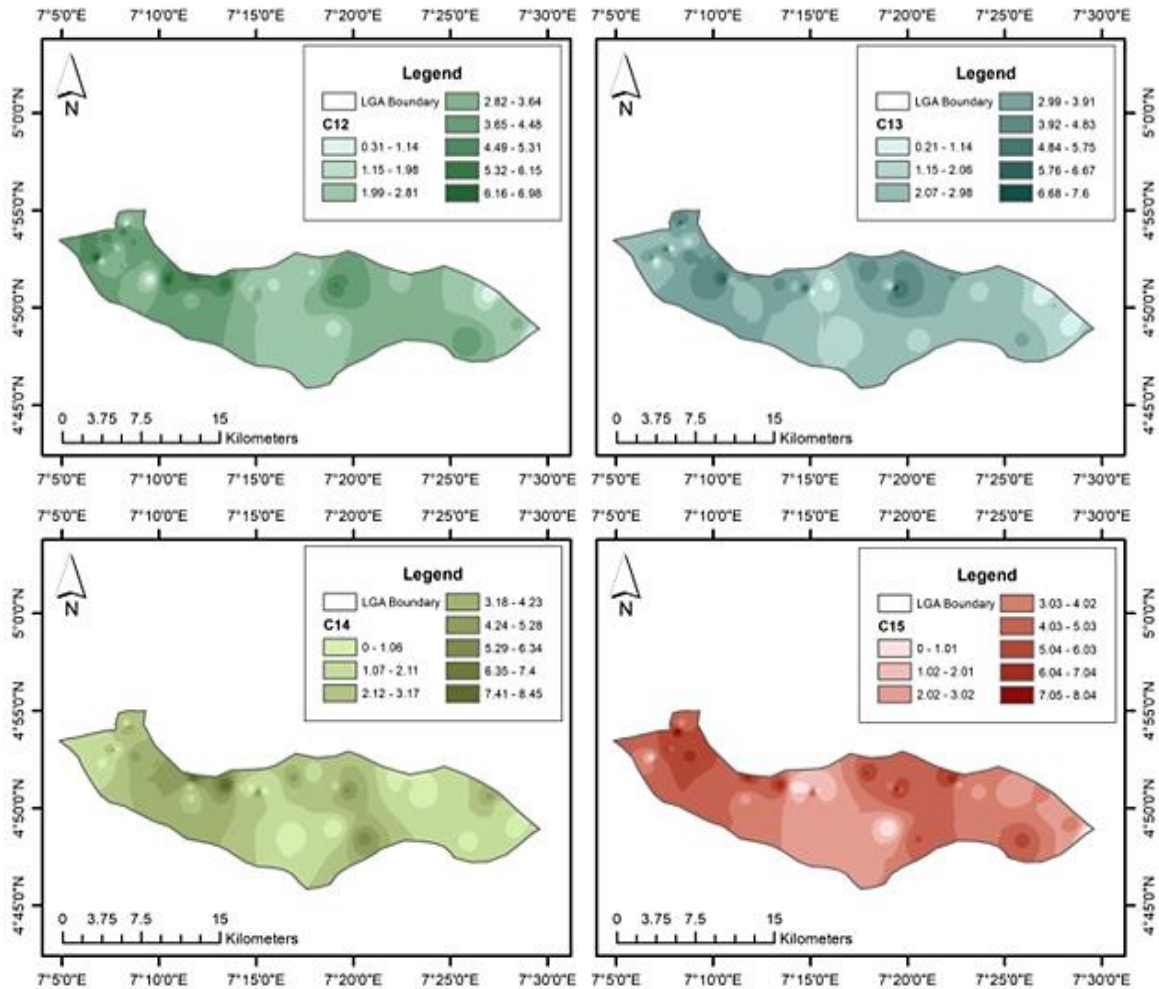 7°5'0"E 7°10'0"E 7°15'0"E 7°20'0"E 7°25'0"E 7°30'0"E
N
Legend
LGA Boundary
C12
0.31 - 1.14
1.15 - 1.98
1.99 - 2.81
2.82 - 3.64
3.65 - 4.48
4.49 - 5.31
5.32 - 6.15
6.16 - 6.98
5°0'0"N
4°55'0"N
4°50'0"N
4°45'0"N
0 3.75 7.5 15
Kilometers
7°5'0"E 7°10'0"E 7°15'0"E 7°20'0"E 7°25'0"E 7°30'0"E
7°5'0"E 7°10'0"E 7°15'0"E 7°20'0"E 7°25'0"E 7°30'0"E
N
Legend
LGA Boundary
C13
0.21 - 1.14
1.15 - 2.06
2.07 - 2.98
2.99 - 3.91
3.92 - 4.83
4.84 - 5.75
5.76 - 6.67
6.68 - 7.6
5°0'0"N
4°55'0"N
4°50'0"N
4°45'0"N
0 3.75 7.5 15
Kilometers
7°5'0"E 7°10'0"E 7°15'0"E 7°20'0"E 7°25'0"E 7°30'0"E
7°5'0"E 7°10'0"E 7°15'0"E 7°20'0"E 7°25'0"E 7°30'0"E
N
Legend
LGA Boundary
C14
0 - 1.06
1.07 - 2.11
2.12 - 3.17
3.18 - 4.23
4.24 - 5.28
5.29 - 6.34
6.35 - 7.4
7.41 - 8.45
5°0'0"N
4°55'0"N
4°50'0"N
4°45'0"N
0 3.75 7.5 15
Kilometers
7°5'0"E 7°10'0"E 7°15'0"E 7°20'0"E 7°25'0"E 7°30'0"E
7°5'0"E 7°10'0"E 7°15'0"E 7°20'0"E 7°25'0"E 7°30'0"E
N
Legend
LGA Boundary
C15
0 - 1.01
1.02 - 2.01
2.02 - 3.02
3.03 - 4.02
4.03 - 5.03
5.04 - 6.03
6.04 - 7.04
7.05 - 8.04
5°0'0"N
4°55'0"N
4°50'0"N
4°45'0"N
0 3.75 7.5 15
Kilometers
7°5'0"E 7°10'0"E 7°15'0"E 7°20'0"E 7°25'0"E 7°30'0"E